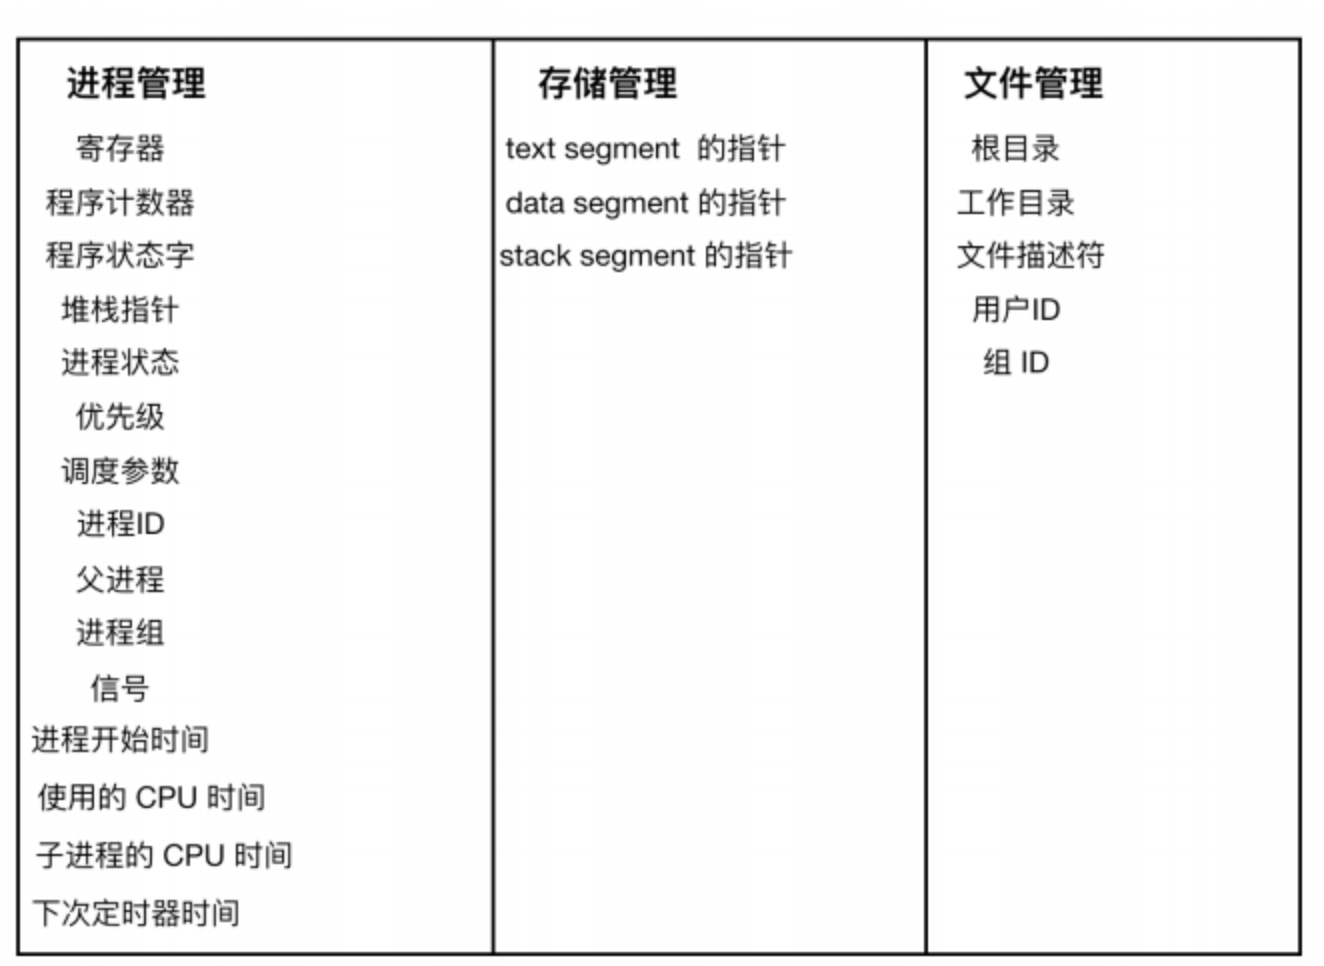 进程管理
寄存器
程序计数器
程序状态字
堆栈指针
进程状态
优先级
调度参数
进程ID
父进程
进程组
信号
进程开始时间
使用的 CPU 时间
子进程的 CPU 时间
下次定时器时间
存储管理
text segment 的指针
data segment 的指针
stack segment 的指针
文件管理
根目录
工作目录
文件描述符
用户ID
组 ID